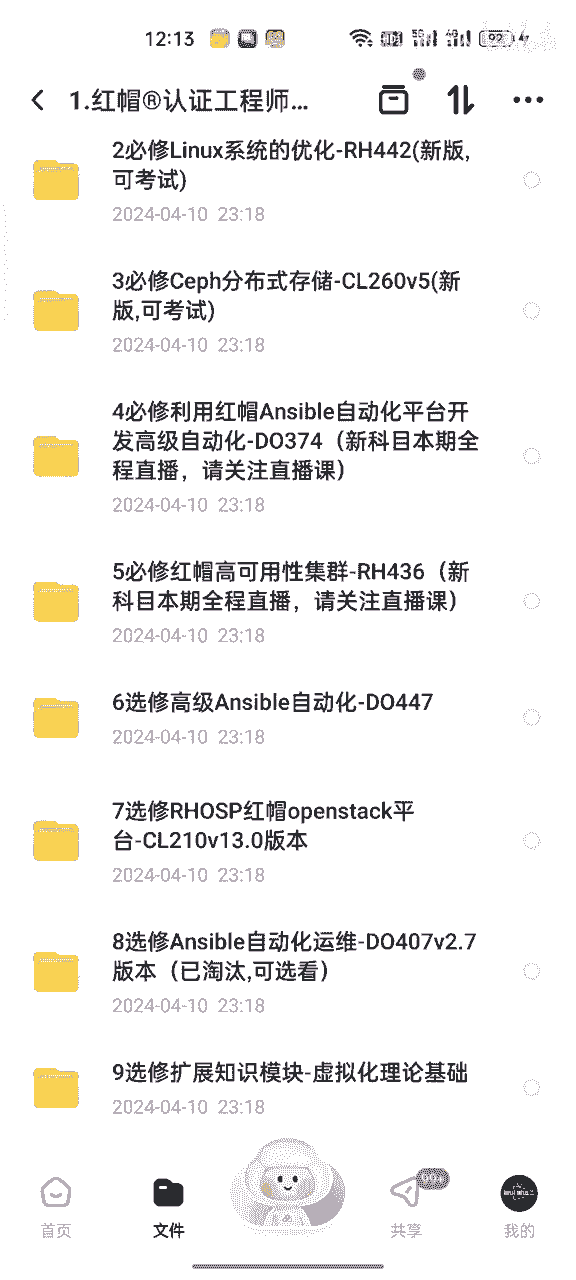 12:13
1.红帽®认证工程师...
2必修Linux系统的优化-RH442(新版,
可考试)
2024-04-10 23:18
3必修Ceph分布式存储-CL260v5(新
版,可考试)
2024-04-10 23:18
4必修利用红帽Ansible自动化平台开
发高级自动化-DO374（新科目本期全
程直播，请关注直播课）
2024-04-10 23:18
5必修红帽高可用性集群-RH436（新
科目本期全程直播，请关注直播课）
2024-04-10 23:18
6选修高级Ansible自动化-DO447
2024-04-10 23:18
7选修RHOSP红帽openstack平
台-CL210v13.0版本
2024-04-10 23:18
8选修Ansible自动化运维-DO407v2.7
版本（已淘汰,可选看）
2024-04-10 23:18
9选修扩展知识模块-虚拟化理论基础
2024-04-10 23:18
首页
文件
共享
我的